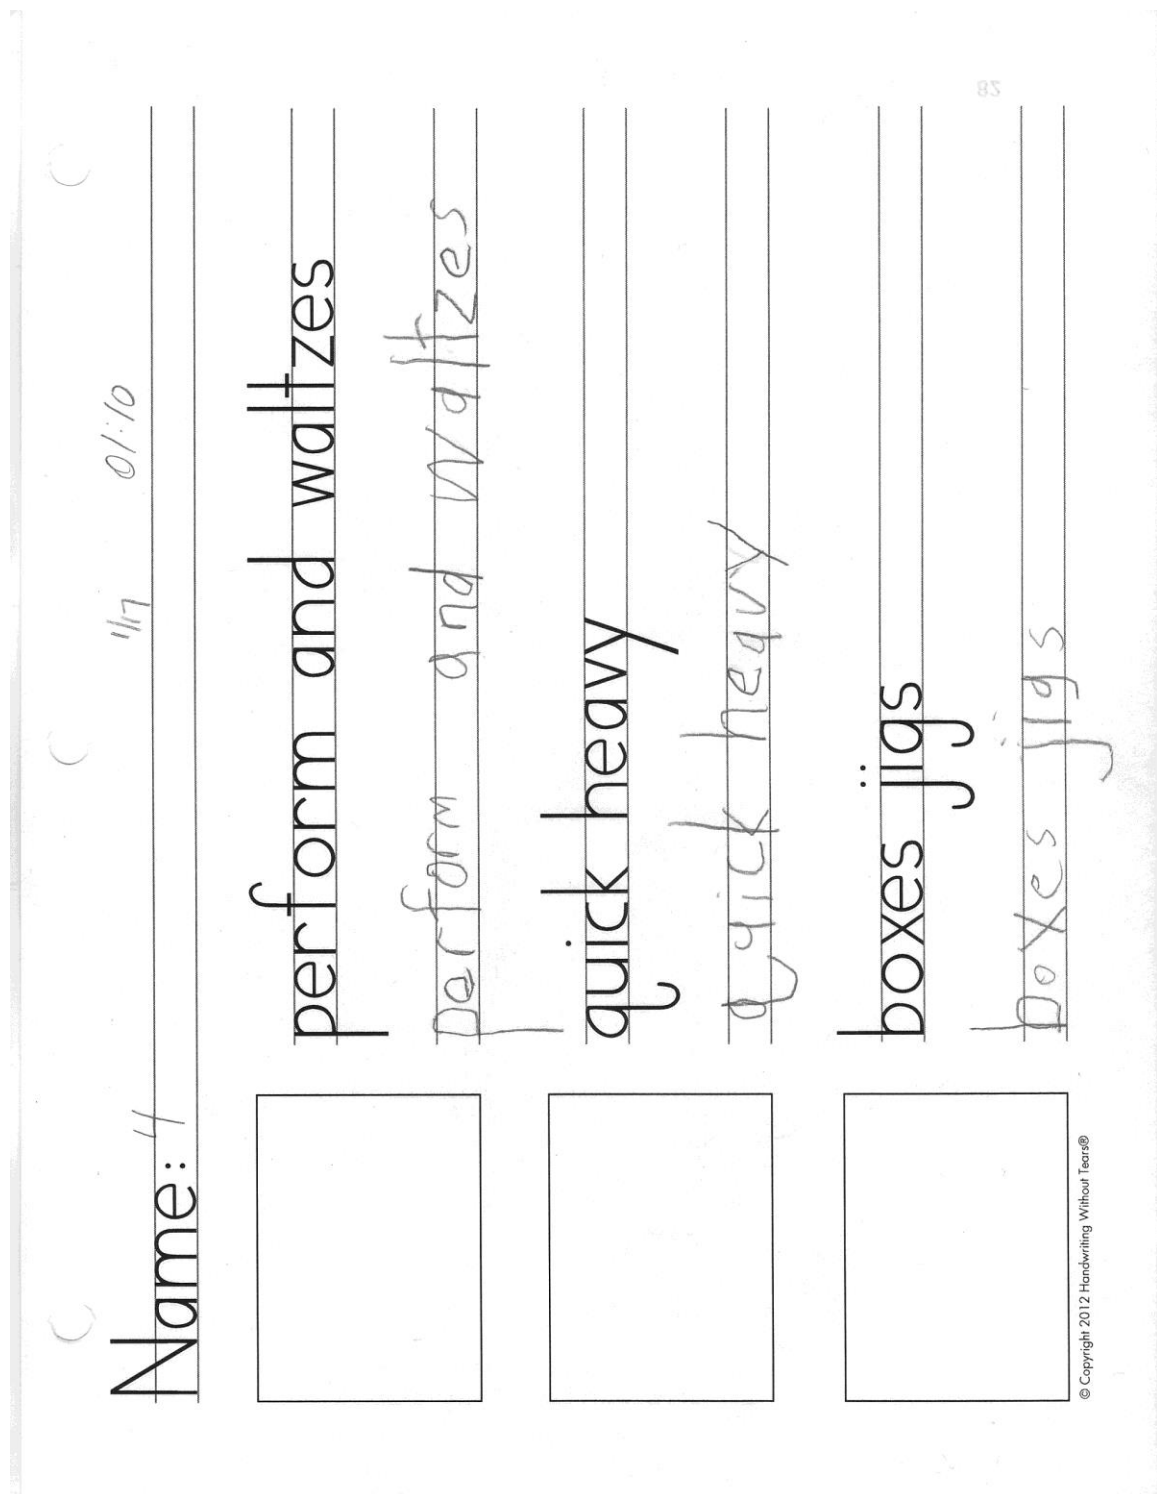 1/17 01:10
Name: 4
perform and waltzes
perform and waltzes
quick heavy
quick heavy
boxes jigs
boxes jigs
© Copyright 2012 Handwriting Without Tears®
82